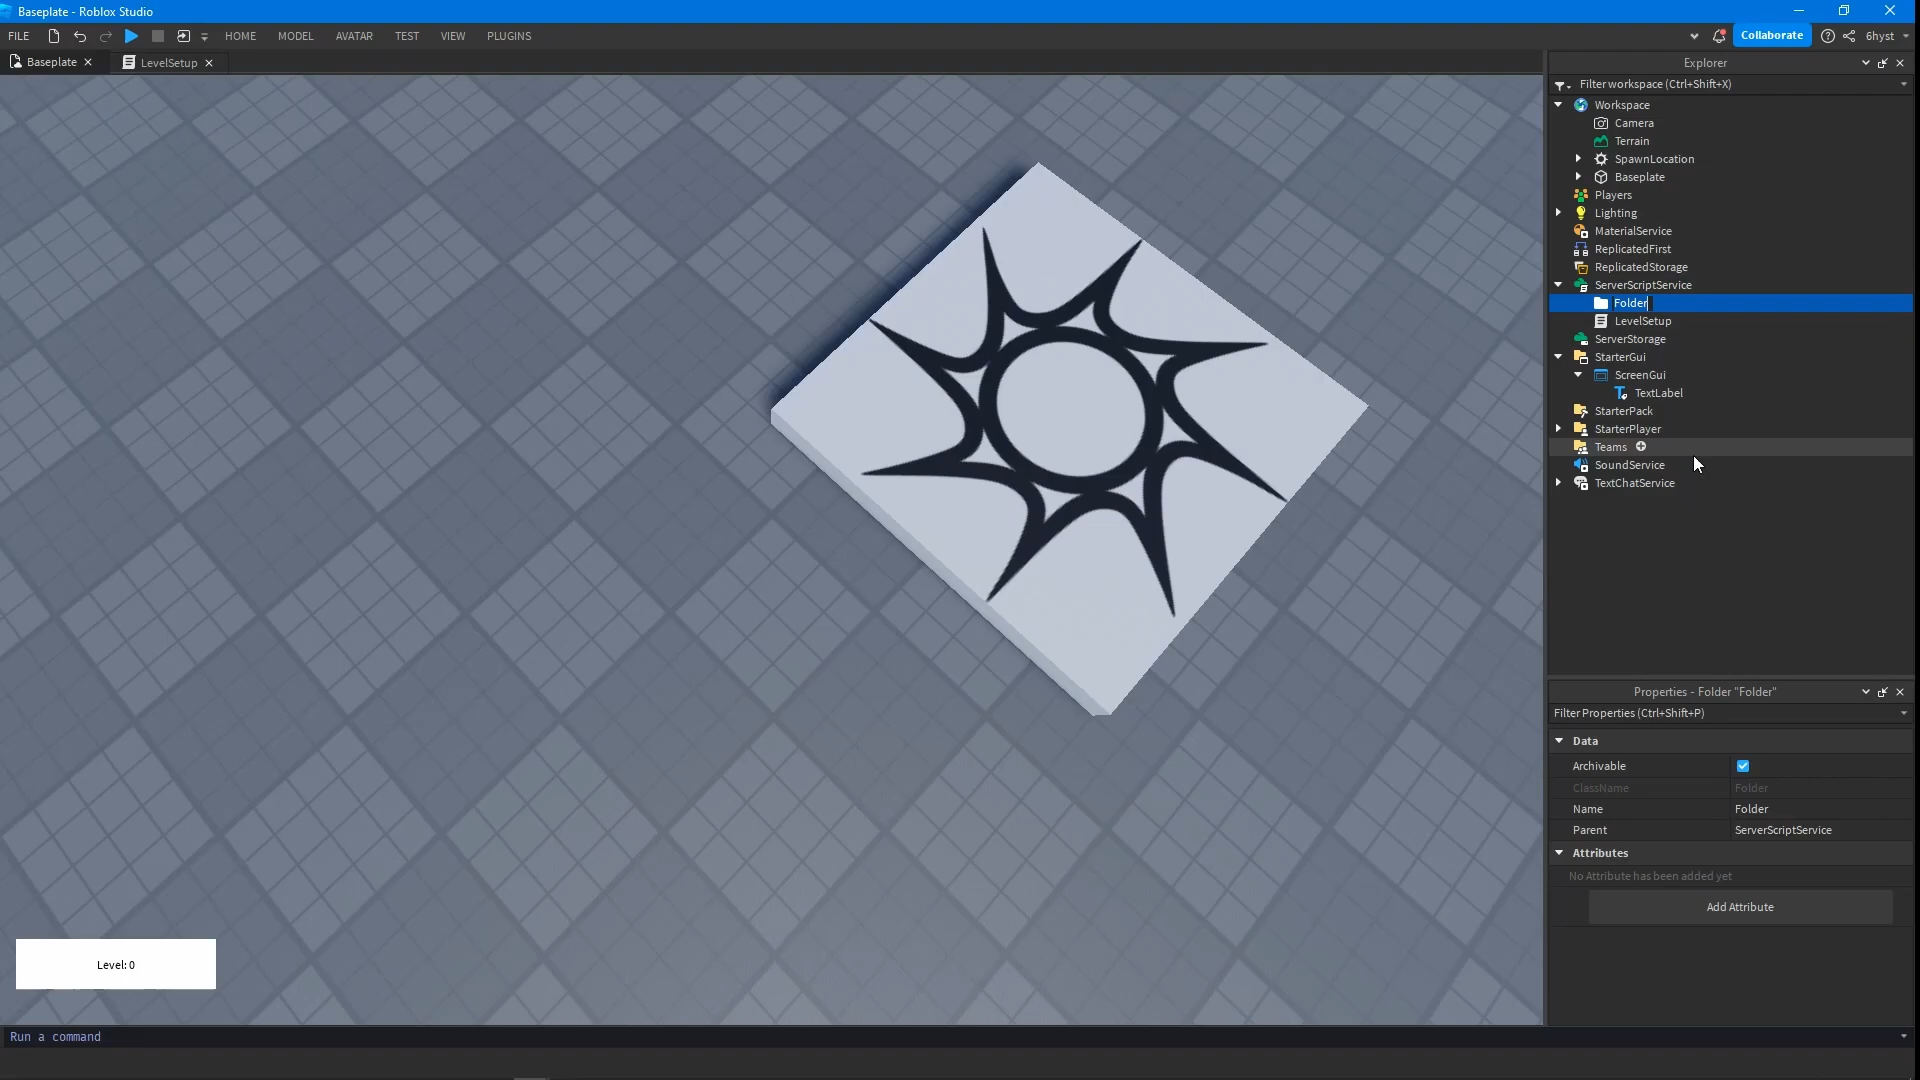 Baseplate - Roblox Studio
FILE HOME MODEL AVATAR TEST VIEW PLUGINS Collaborate 6hyst
Baseplate LevelSetup
Explorer
Filter workspace (Ctrl+Shift+X)
Workspace
Camera
Terrain
SpawnLocation
Baseplate
Players
Lighting
MaterialService
ReplicatedFirst
ReplicatedStorage
ServerScriptService
Folder
LevelSetup
ServerStorage
StarterGui
ScreenGui
TextLabel
StarterPack
StarterPlayer
Teams
SoundService
TextChatService
Properties - Folder "Folder"
Filter Properties (Ctrl+Shift+P)
Data
Archivable
ClassName Folder
Name Folder
Parent ServerScriptService
Attributes
No Attribute has been added yet
Add Attribute
Level: 0
Run a command